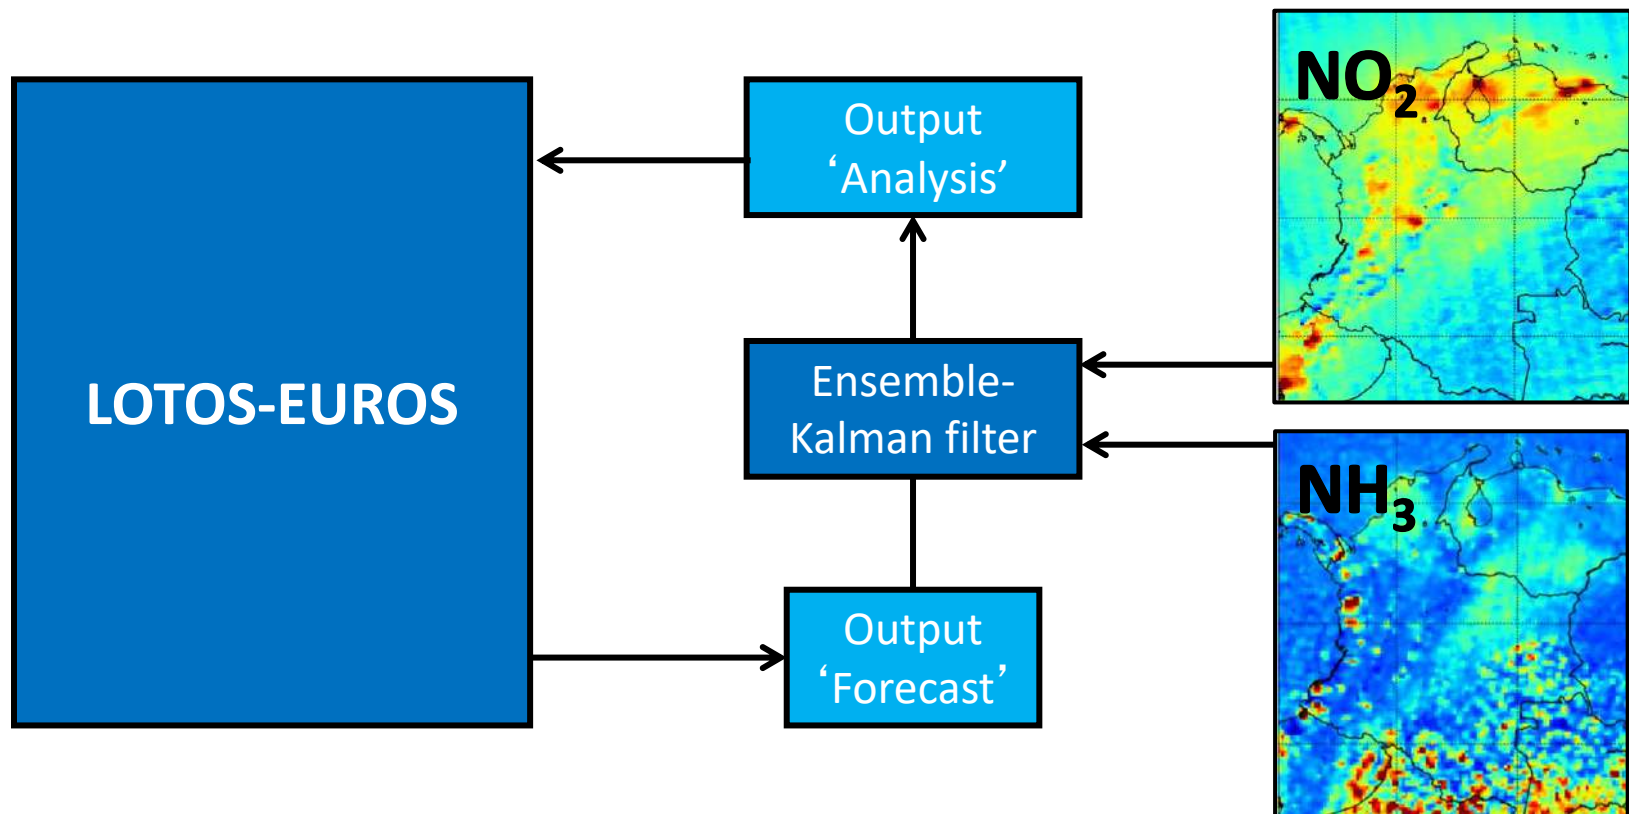 LOTOS-EUROS
Output
‘Analysis’
Ensemble-
Kalman filter
Output
‘Forecast’
NO₂
NH₃